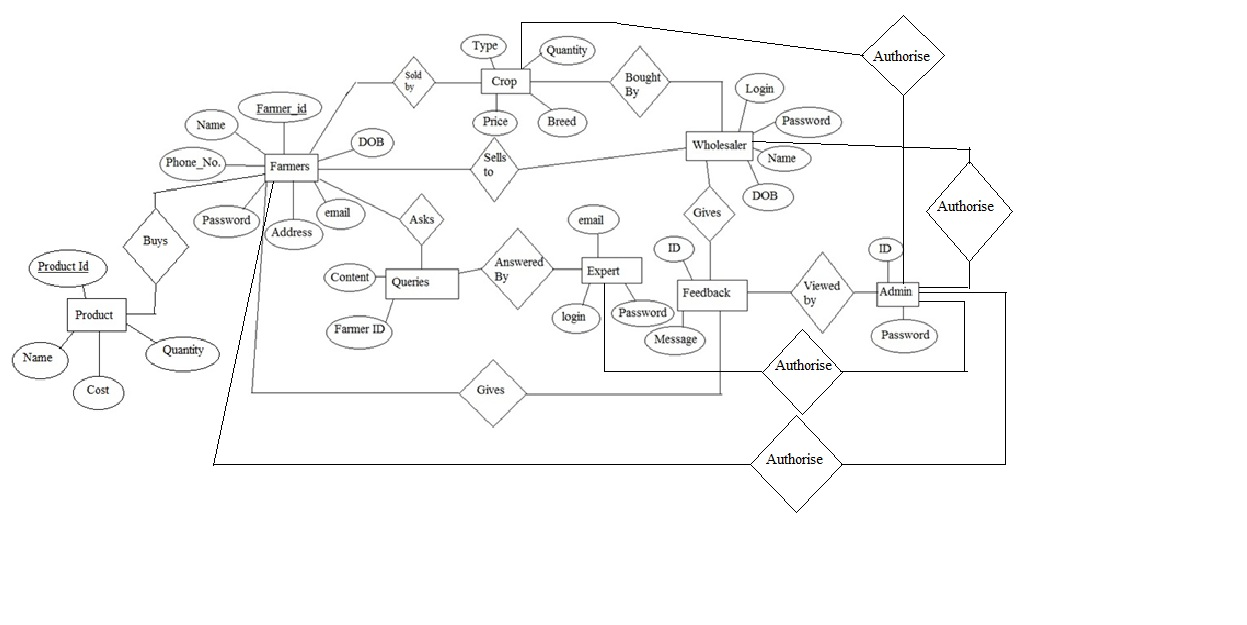 Type
Quantity
Authorise
Sold
by
Crop
Bought
By
Login
Farmer_id
Price
Breed
Password
Name
DOB
Wholesaler
Phone_No.
Farmers
Sells
to
Name
DOB
Password
email
Address
Asks
email
Gives
Authorise
Buys
Product Id
Content
Queries
Answered
By
Expert
ID
ID
Feedback
Viewed
by
Admin
Product
Farmer ID
login
Password
Message
Password
Name
Quantity
Cost
Gives
Authorise
Authorise